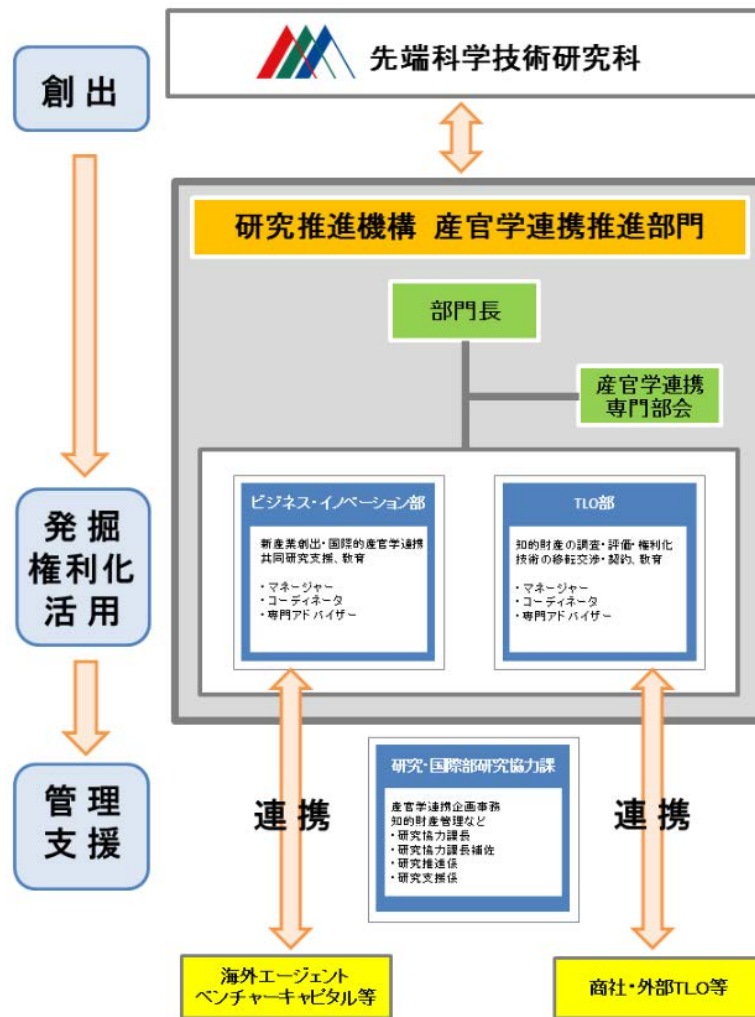 先端科学技術研究科
創出
研究推進機構 産官学連携推進部門
部門長
産官学連携
専門部会
発掘
権利化
活用
ビジネス・イノベーション部
新産業創出・国際的産官学連携
共同研究支援、教育
・マネージャー
・コーディネータ
・専門アドバイザー
TLO部
知的財産の調査・評価・権利化
技術の移転交渉・契約、教育
・マネージャー
・コーディネータ
・専門アドバイザー
管理
支援
連携
研究・国際部研究協力課
産官学連携企画事務
知的財産管理など
・研究協力課長
・研究協力課長補佐
・研究推進係
・研究支援係
連携
海外エージェント
ベンチャーキャピタル等
商社・外部TLO等